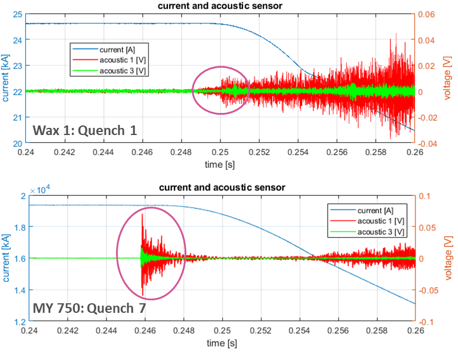 current and acoustic sensor
25
24
23
22
21
20
current [kA]
current [A]
acoustic 1 [V]
acoustic 3 [V]
0.06
0.04
0.02
0
-0.02
-0.04
voltage [V]
Wax 1: Quench 1
0.24 0.242 0.244 0.246 0.248 0.25 0.252 0.254 0.256 0.258 0.26
time [s]
current and acoustic sensor
×10⁴
2
1.8
1.6
1.4
1.2
current [kA]
current [A]
acoustic 1 [V]
acoustic 3 [V]
0.1
0.05
0
-0.05
-0.1
voltage [V]
MY 750: Quench 7
0.24 0.242 0.244 0.246 0.248 0.25 0.252 0.254 0.256 0.258 0.26
time [s]